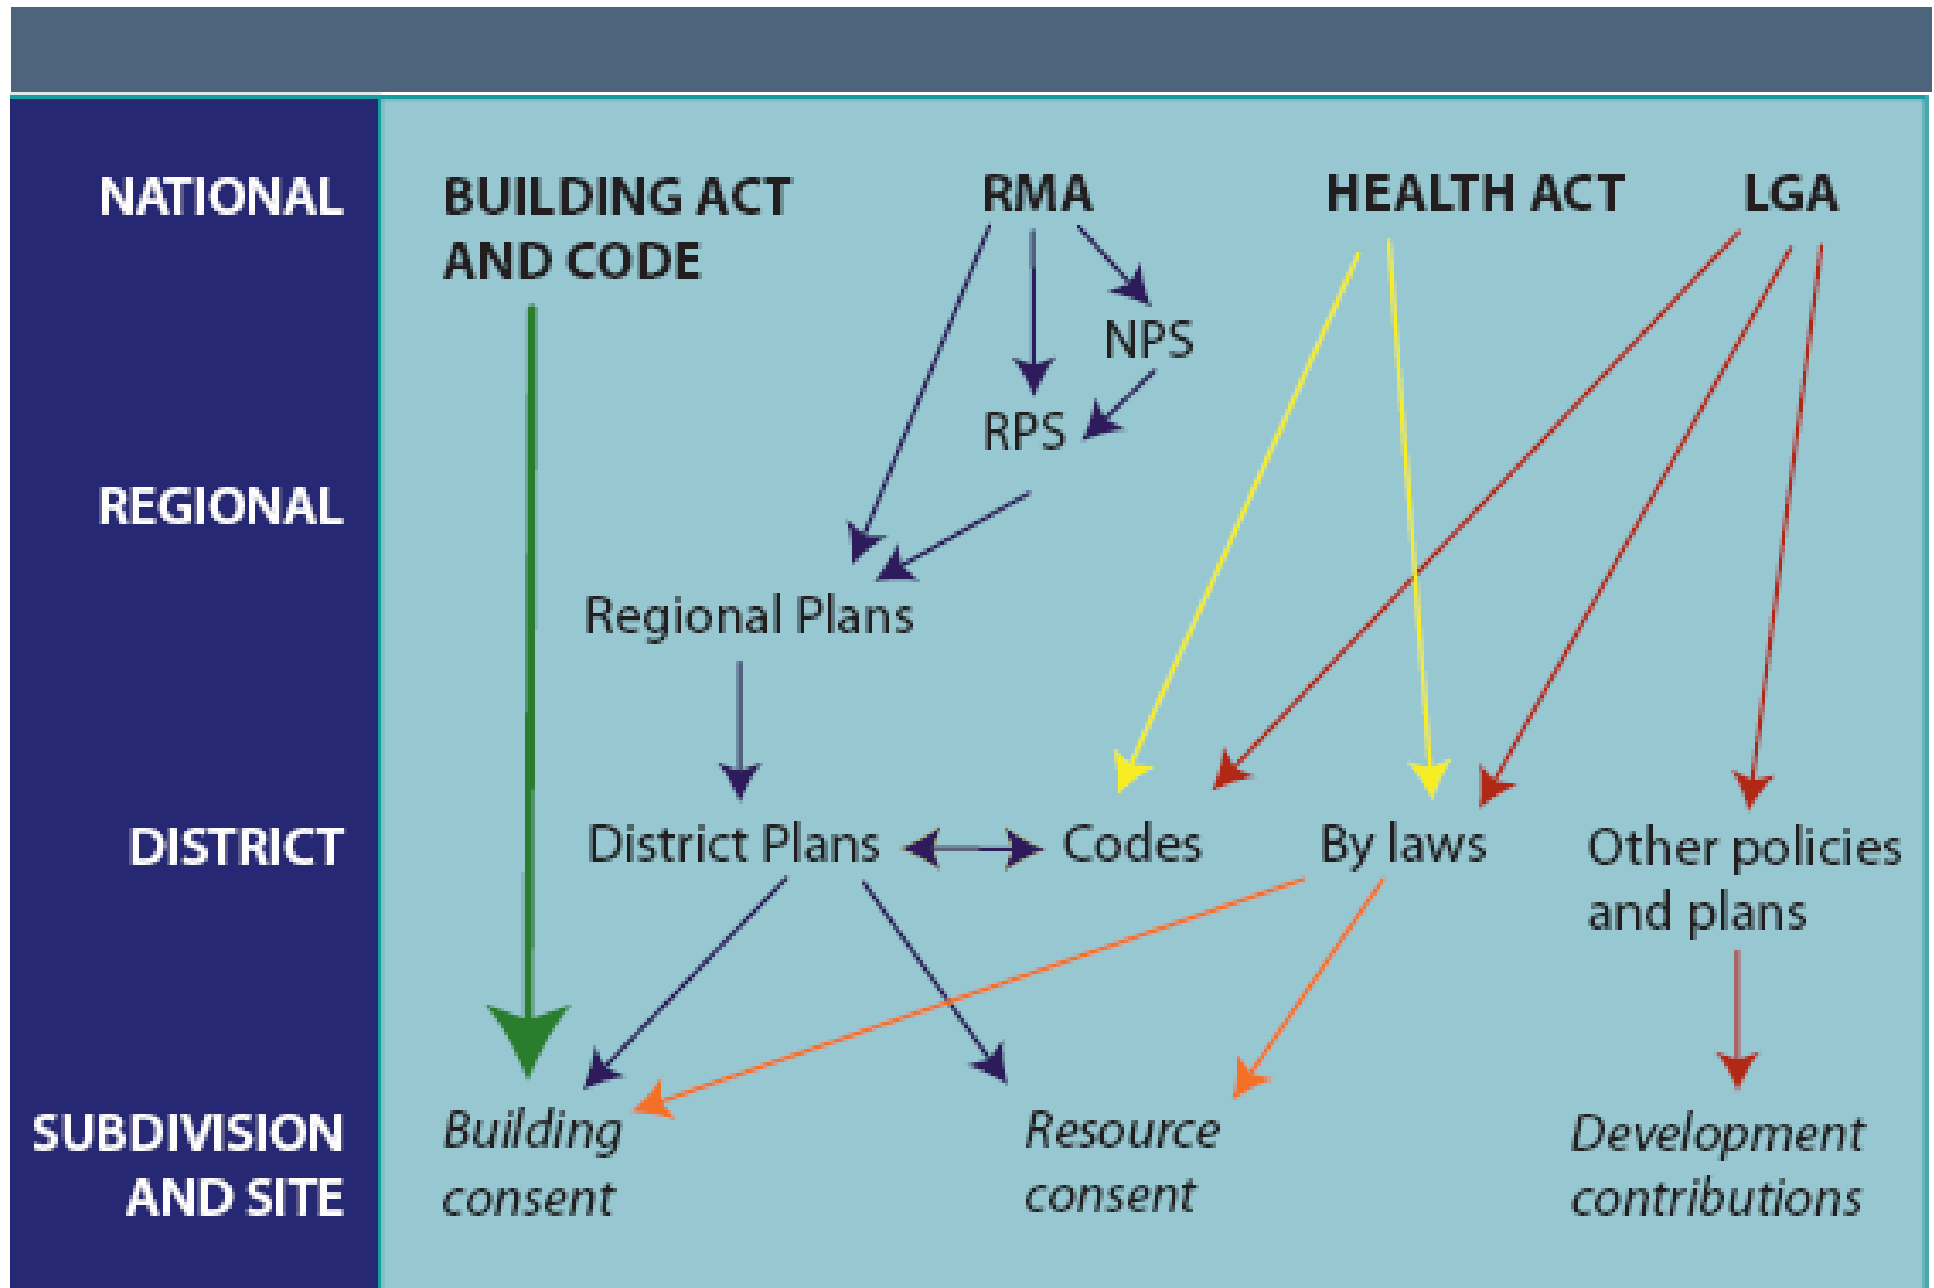 NATIONAL
BUILDING ACT
AND CODE
RMA
HEALTH ACT
LGA
NPS
RPS
REGIONAL
Regional Plans
DISTRICT
District Plans
Codes
By laws
Other policies
and plans
SUBDIVISION
AND SITE
Building
consent
Resource
consent
Development
contributions